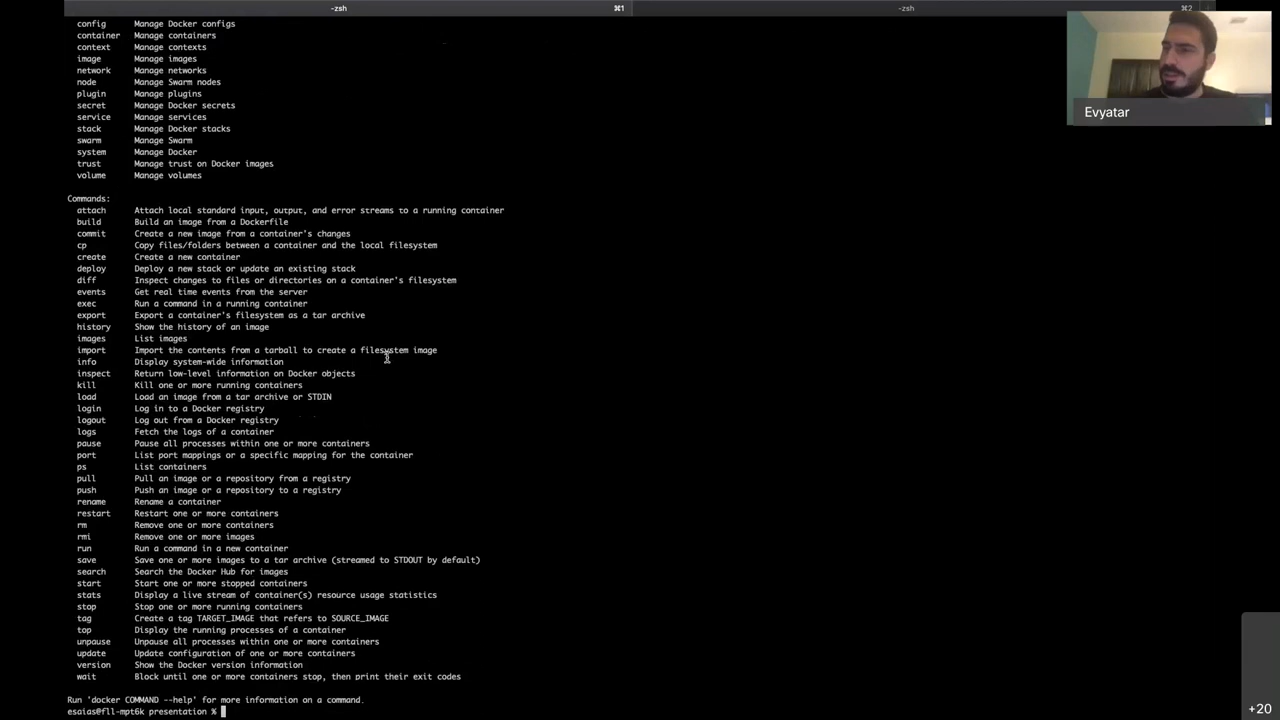 -zsh ⌘1 -zsh ⌘2
config Manage Docker configs
container Manage containers
context Manage contexts
image Manage images
network Manage networks
node Manage Swarm nodes
plugin Manage plugins
secret Manage Docker secrets
service Manage services
stack Manage Docker stacks
swarm Manage Swarm
system Manage Docker
trust Manage trust on Docker images
volume Manage volumes
Evyatar
Commands:
attach Attach local standard input, output, and error streams to a running container
build Build an image from a Dockerfile
commit Create a new image from a container's changes
cp Copy files/folders between a container and the local filesystem
create Create a new container
deploy Deploy a new stack or update an existing stack
diff Inspect changes to files or directories on a container's filesystem
events Get real time events from the server
exec Run a command in a running container
export Export a container's filesystem as a tar archive
history Show the history of an image
images List images
import Import the contents from a tarball to create a filesystem image
info Display system-wide information
inspect Return low-level information on Docker objects
kill Kill one or more running containers
load Load an image from a tar archive or STDIN
login Log in to a Docker registry
logout Log out from a Docker registry
logs Fetch the logs of a container
pause Pause all processes within one or more containers
port List port mappings or a specific mapping for the container
ps List containers
pull Pull an image or a repository from a registry
push Push an image or a repository to a registry
rename Rename a container
restart Restart one or more containers
rm Remove one or more containers
rmi Remove one or more images
run Run a command in a new container
save Save one or more images to a tar archive (streamed to STDOUT by default)
search Search the Docker Hub for images
start Start one or more stopped containers
stats Display a live stream of container(s) resource usage statistics
stop Stop one or more running containers
tag Create a tag TARGET_IMAGE that refers to SOURCE_IMAGE
top Display the running processes of a container
unpause Unpause all processes within one or more containers
update Update configuration of one or more containers
version Show the Docker version information
wait Block until one or more containers stop, then print their exit codes
Run 'docker COMMAND --help' for more information on a command.
esaias@fll-mpt6k presentation %
+20